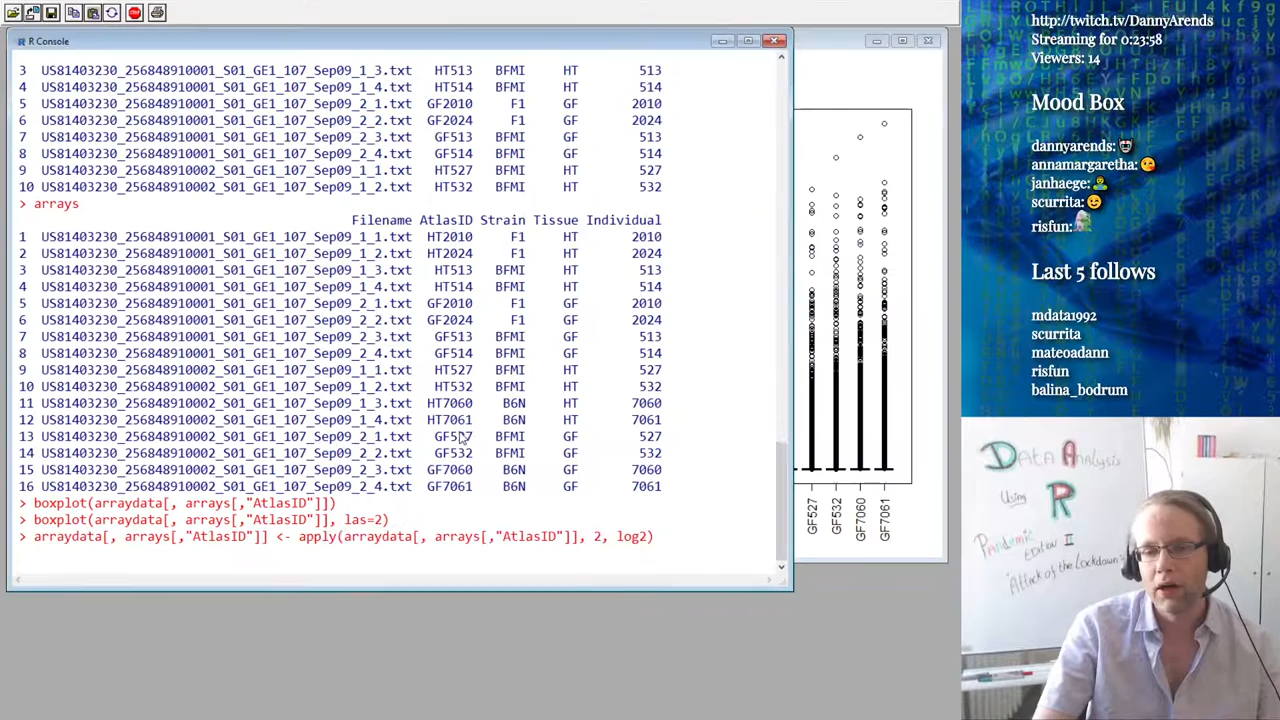 R Console
3 US81403230_256848910001_S01_GE1_107_Sep09_1_3.txt HT513 BFMI HT 513
4 US81403230_256848910001_S01_GE1_107_Sep09_1_4.txt HT514 BFMI HT 514
5 US81403230_256848910001_S01_GE1_107_Sep09_2_1.txt GF2010 F1 GF 2010
6 US81403230_256848910001_S01_GE1_107_Sep09_2_2.txt GF2024 F1 GF 2024
7 US81403230_256848910001_S01_GE1_107_Sep09_2_3.txt GF513 BFMI GF 513
8 US81403230_256848910001_S01_GE1_107_Sep09_2_4.txt GF514 BFMI GF 514
9 US81403230_256848910002_S01_GE1_107_Sep09_1_1.txt HT527 BFMI HT 527
10 US81403230_256848910002_S01_GE1_107_Sep09_1_2.txt HT532 BFMI HT 532
> arrays
Filename AtlasID Strain Tissue Individual
1 US81403230_256848910001_S01_GE1_107_Sep09_1_1.txt HT2010 F1 HT 2010
2 US81403230_256848910001_S01_GE1_107_Sep09_1_2.txt HT2024 F1 HT 2024
3 US81403230_256848910001_S01_GE1_107_Sep09_1_3.txt HT513 BFMI HT 513
4 US81403230_256848910001_S01_GE1_107_Sep09_1_4.txt HT514 BFMI HT 514
5 US81403230_256848910001_S01_GE1_107_Sep09_2_1.txt GF2010 F1 GF 2010
6 US81403230_256848910001_S01_GE1_107_Sep09_2_2.txt GF2024 F1 GF 2024
7 US81403230_256848910001_S01_GE1_107_Sep09_2_3.txt GF513 BFMI GF 513
8 US81403230_256848910001_S01_GE1_107_Sep09_2_4.txt GF514 BFMI GF 514
9 US81403230_256848910002_S01_GE1_107_Sep09_1_1.txt HT527 BFMI HT 527
10 US81403230_256848910002_S01_GE1_107_Sep09_1_2.txt HT532 BFMI HT 532
11 US81403230_256848910002_S01_GE1_107_Sep09_1_3.txt HT7060 B6N HT 7060
12 US81403230_256848910002_S01_GE1_107_Sep09_1_4.txt HT7061 B6N HT 7061
13 US81403230_256848910002_S01_GE1_107_Sep09_2_1.txt GF527 BFMI GF 527
14 US81403230_256848910002_S01_GE1_107_Sep09_2_2.txt GF532 BFMI GF 532
15 US81403230_256848910002_S01_GE1_107_Sep09_2_3.txt GF7060 B6N GF 7060
16 US81403230_256848910002_S01_GE1_107_Sep09_2_4.txt GF7061 B6N GF 7061
> boxplot(arraydata[, arrays[,"AtlasID"]])
> boxplot(arraydata[, arrays[,"AtlasID"]], las=2)
> arraydata[, arrays[,"AtlasID"]] <- apply(arraydata[, arrays[,"AtlasID"]], 2, log2)
GF527
GF532
GF7060
GF7061
http://twitch.tv/DannyArends
Streaming for 0:23:58
Viewers: 14
Mood Box
dannyarends:
annamargaretha:
janhaege:
scurrita:
risfun:
Last 5 follows
mdata1992
scurrita
mateoadann
risfun
balina_bodrum
Data Analysis
Using R
Pandemic
Edition II
"Attack of the Lockdown"